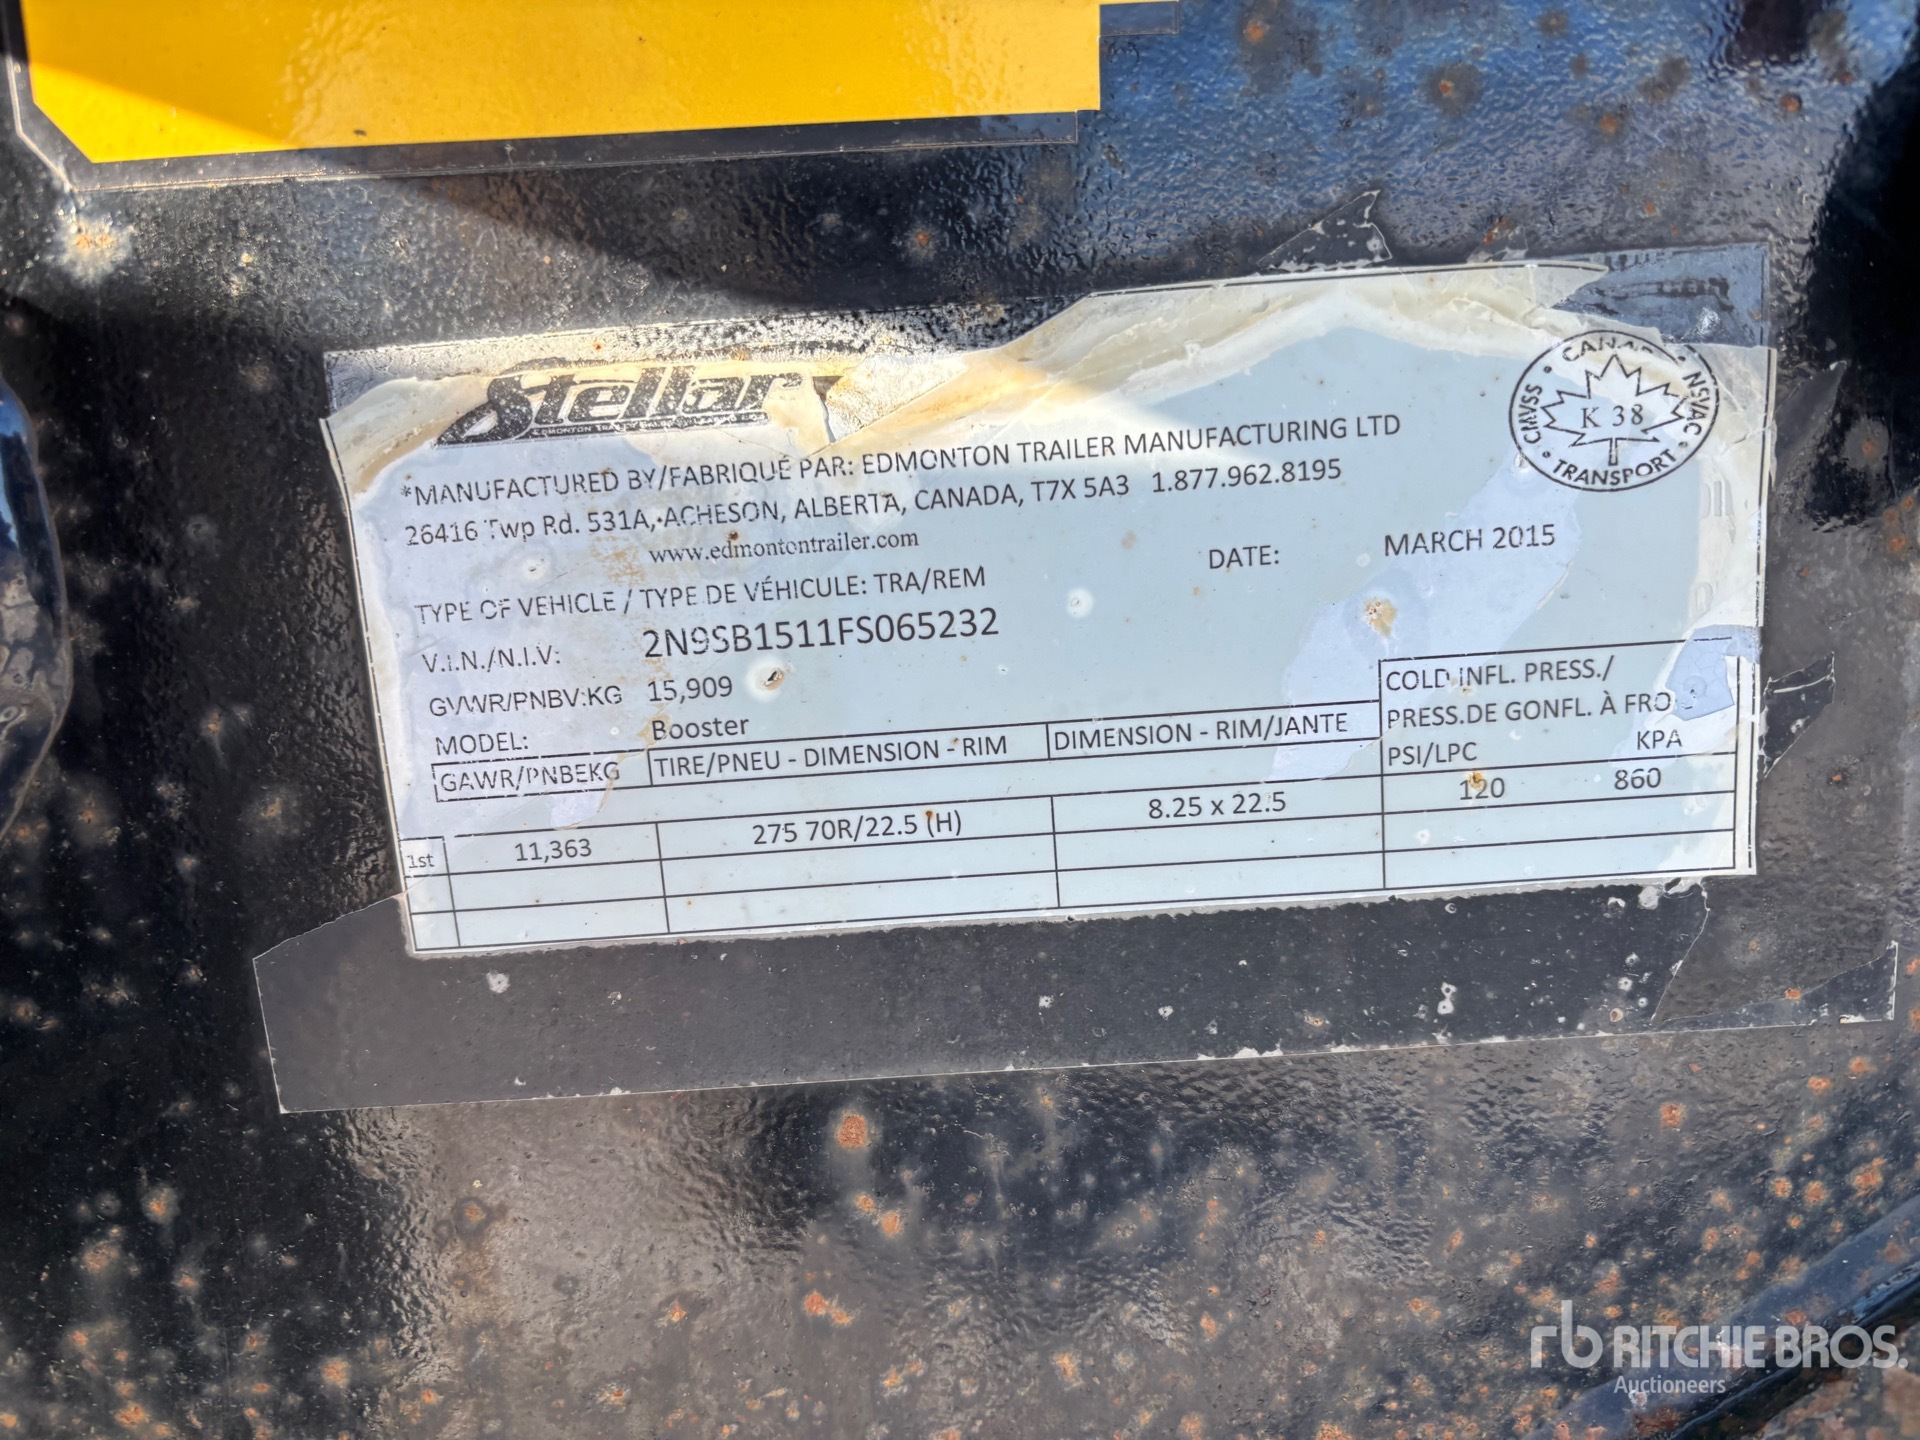 Stellar
EDMONTON TRAILER
*MANUFACTURED BY/FABRIQUÉ PAR: EDMONTON TRAILER MANUFACTURING LTD
26416 Twp Rd. 531A, ACHESON, ALBERTA, CANADA, T7X 5A3 1.877.962.8195
www.edmontontrailer.com
CANAD
CMVSS
NSVAC
K 38
TRANSPORT
DATE: MARCH 2015
TYPE OF VEHICLE / TYPE DE VÉHICULE: TRA/REM
V.I.N./N.I.V: 2N9SB1511FS065232
GVWR/PNBV:KG 15,909
MODEL: Booster
GAWR/PNBEKG TIRE/PNEU - DIMENSION - RIM DIMENSION - RIM/JANTE
COLD INFL. PRESS./
PRESS.DE GONFL. À FRO
PSI/LPC KPA
1st 11,363 275 70R/22.5 (H) 8.25 x 22.5 120 860
rb RITCHIE BROS.
Auctioneers